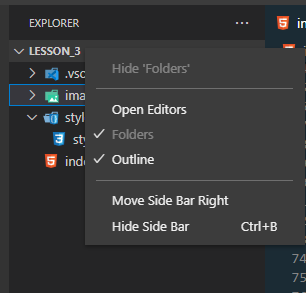 EXPLORER
LESSON_3
Hide 'Folders'
.vsc
ima
Open Editors
styl
Folders
sty
Outline
inde
Move Side Bar Right
Hide Side Bar Ctrl+B
in
74
75